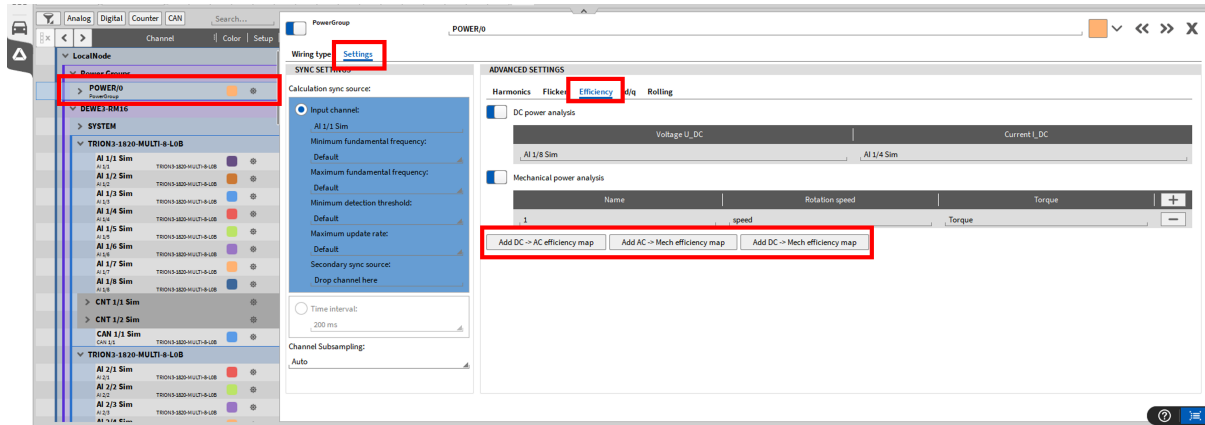 Analog Digital Counter CAN Search...
Channel Color Setup
LocalNode
Power Groups
POWER/0
PowerGroup
DEWE3-RM16
SYSTEM
TRION3-1820-MULTI-8-L0B
AI 1/1 Sim
AI 1/1 TRION3-1820-MULTI-8-L0B
AI 1/2 Sim
AI 1/2 TRION3-1820-MULTI-8-L0B
AI 1/3 Sim
AI 1/3 TRION3-1820-MULTI-8-L0B
AI 1/4 Sim
AI 1/4 TRION3-1820-MULTI-8-L0B
AI 1/5 Sim
AI 1/5 TRION3-1820-MULTI-8-L0B
AI 1/6 Sim
AI 1/6 TRION3-1820-MULTI-8-L0B
AI 1/7 Sim
AI 1/7 TRION3-1820-MULTI-8-L0B
AI 1/8 Sim
AI 1/8 TRION3-1820-MULTI-8-L0B
CNT 1/1 Sim
CNT 1/2 Sim
CAN 1/1 Sim
CAN 1/1 TRION3-1820-MULTI-8-L0B
TRION3-1820-MULTI-8-L0B
AI 2/1 Sim
AI 2/1 TRION3-1820-MULTI-8-L0B
AI 2/2 Sim
AI 2/2 TRION3-1820-MULTI-8-L0B
AI 2/3 Sim
AI 2/3 TRION3-1820-MULTI-8-L0B
AI 2/4 Sim
PowerGroup
POWER/0
Wiring type Settings
SYNC SETTINGS
Calculation sync source:
Input channel:
AI 1/1 Sim
Minimum fundamental frequency:
Default
Maximum fundamental frequency:
Default
Minimum detection threshold:
Default
Maximum update rate:
Default
Secondary sync source:
Drop channel here
Time interval:
200 ms
Channel Subsampling:
Auto
ADVANCED SETTINGS
Harmonics Flicker Efficiency d/q Rolling
DC power analysis
Voltage U_DC Current I_DC
AI 1/8 Sim AI 1/4 Sim
Mechanical power analysis
Name Rotation speed Torque +
1 speed Torque −
Add DC -> AC efficiency map Add AC -> Mech efficiency map Add DC -> Mech efficiency map